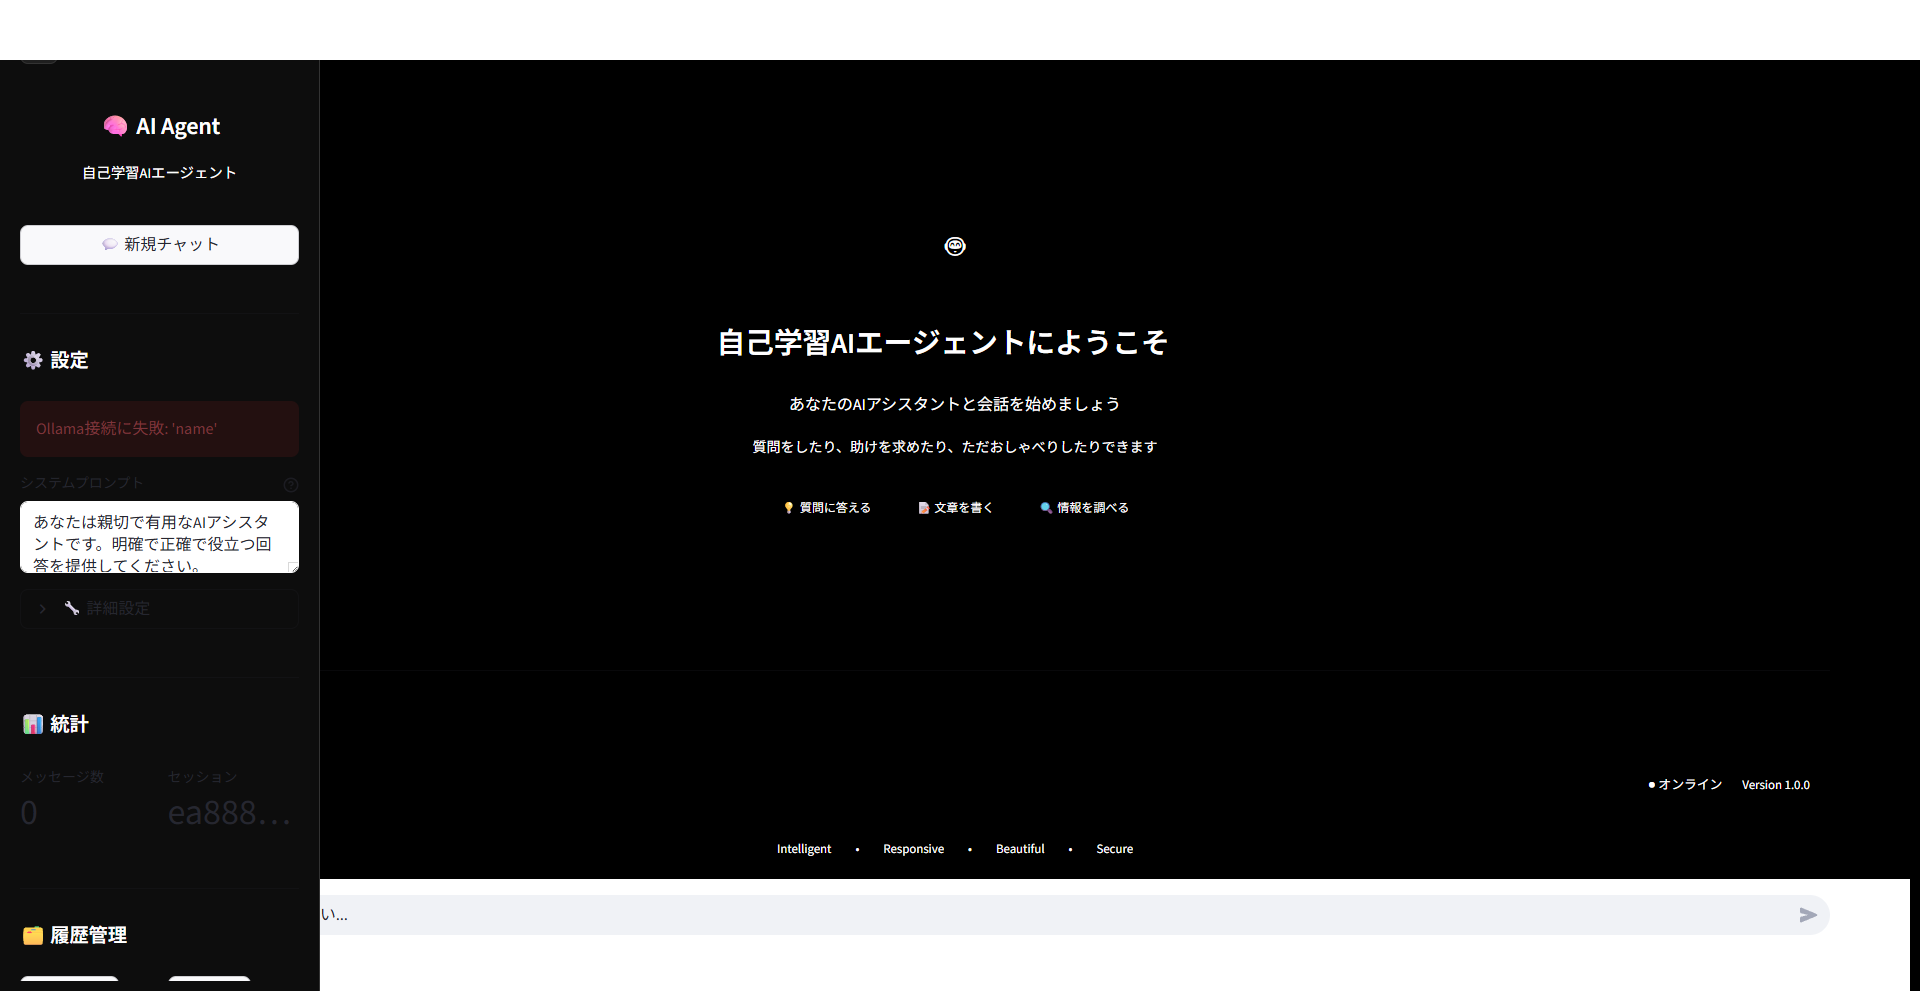 AI Agent
自己学習AIエージェント
新規チャット
設定
Ollama接続に失敗: 'name'
システムプロンプト
あなたは親切で有用なAIアシスタ
ントです。明確で正確で役立つ回
答を提供してください。
詳細設定
統計
メッセージ数
セッション
0
ea888...
履歴管理
自己学習AIエージェントにようこそ
あなたのAIアシスタントと会話を始めましょう
質問をしたり、助けを求めたり、ただおしゃべりしたりできます
質問に答える
文章を書く
情報を調べる
オンライン
Version 1.0.0
Intelligent • Responsive • Beautiful • Secure
い...